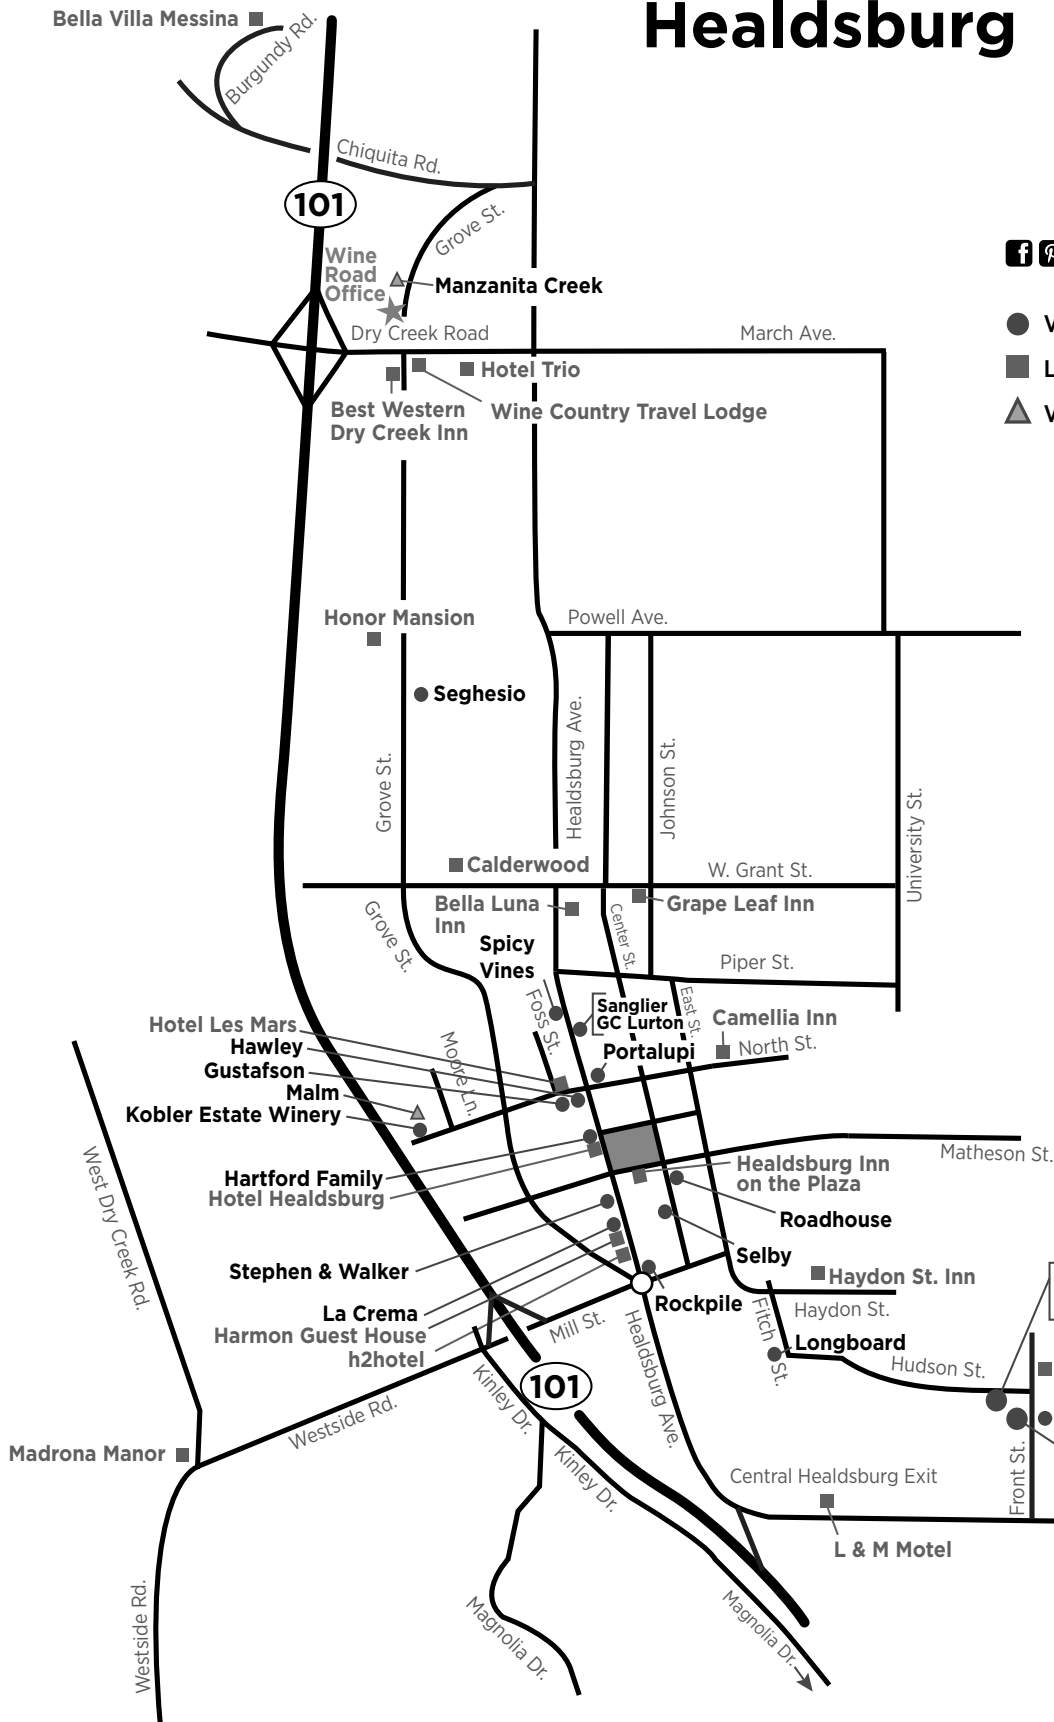 Healdsburg
Bella Villa Messina
Burgundy Rd.
Chiquita Rd.
101
Grove St.
Wine
Road
Office
Manzanita Creek
Dry Creek Road
March Ave.
V
L
V
Hotel Trio
Best Western
Dry Creek Inn
Wine Country Travel Lodge
Honor Mansion
Powell Ave.
Seghesio
Grove St.
Healdsburg Ave.
Johnson St.
University St.
Calderwood
W. Grant St.
Bella Luna
Inn
Grape Leaf Inn
Grove St.
Center St.
Spicy
Vines
Piper St.
Foss St.
Sanglier
GC Lurton
East St.
Camellia Inn
North St.
Portalupi
Hotel Les Mars
Hawley
Gustafson
Malm
Kobler Estate Winery
Moore Ln.
Matheson St.
West Dry Creek Rd.
Hartford Family
Hotel Healdsburg
Healdsburg Inn
on the Plaza
Roadhouse
Selby
Stephen & Walker
Haydon St. Inn
Haydon St.
La Crema
Harmon Guest House
h2hotel
Rockpile
Mill St.
Healdsburg Ave.
Fitch St.
Longboard
Hudson St.
101
Kinley Dr.
Westside Rd.
Madrona Manor
Kinley Dr.
Central Healdsburg Exit
Front St.
L & M Motel
Westside Rd.
Magnolia Dr.
Magnolia Dr.